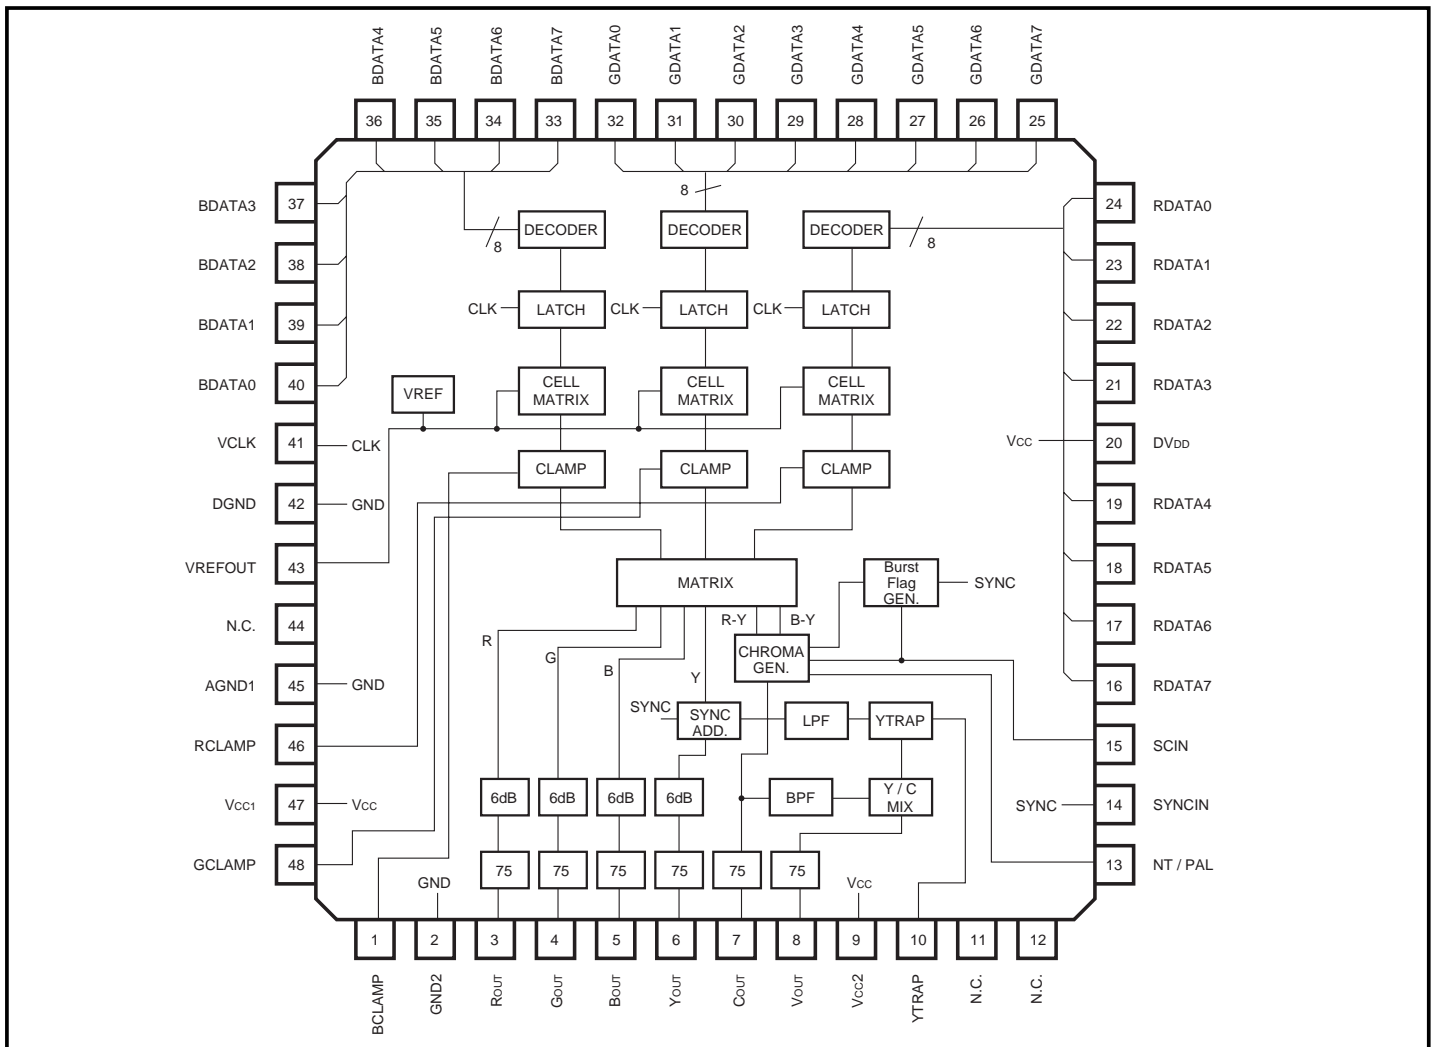 BDATA4
BDATA5
BDATA6
BDATA7
GDATA0
GDATA1
GDATA2
GDATA3
GDATA4
GDATA5
GDATA6
GDATA7
36
35
34
33
32
31
30
29
28
27
26
25
BDATA3 37
24 RDATA0
8
DECODER
DECODER
DECODER
8
8
BDATA2 38
23 RDATA1
CLK
LATCH
CLK
LATCH
CLK
LATCH
BDATA1 39
22 RDATA2
BDATA0 40
VREF
CELL
MATRIX
CELL
MATRIX
CELL
MATRIX
21 RDATA3
VCLK 41 CLK
VCC 20 DVDD
CLAMP
CLAMP
CLAMP
DGND 42 GND
19 RDATA4
VREFOUT 43
MATRIX
Burst
Flag
GEN.
SYNC
18 RDATA5
N.C. 44
R
G
B
Y
R-Y
B-Y
17 RDATA6
CHROMA
GEN.
AGND1 45 GND
16 RDATA7
SYNC
SYNC
ADD.
LPF
YTRAP
RCLAMP 46
15 SCIN
VCC1 47 VCC
6dB
6dB
6dB
6dB
BPF
Y / C
MIX
SYNC 14 SYNCIN
GCLAMP 48
75
75
75
75
75
75
13 NT / PAL
GND
VCC
1
2
3
4
5
6
7
8
9
10
11
12
BCLAMP
GND2
ROUT
GOUT
BOUT
YOUT
COUT
VOUT
VCC2
YTRAP
N.C.
N.C.